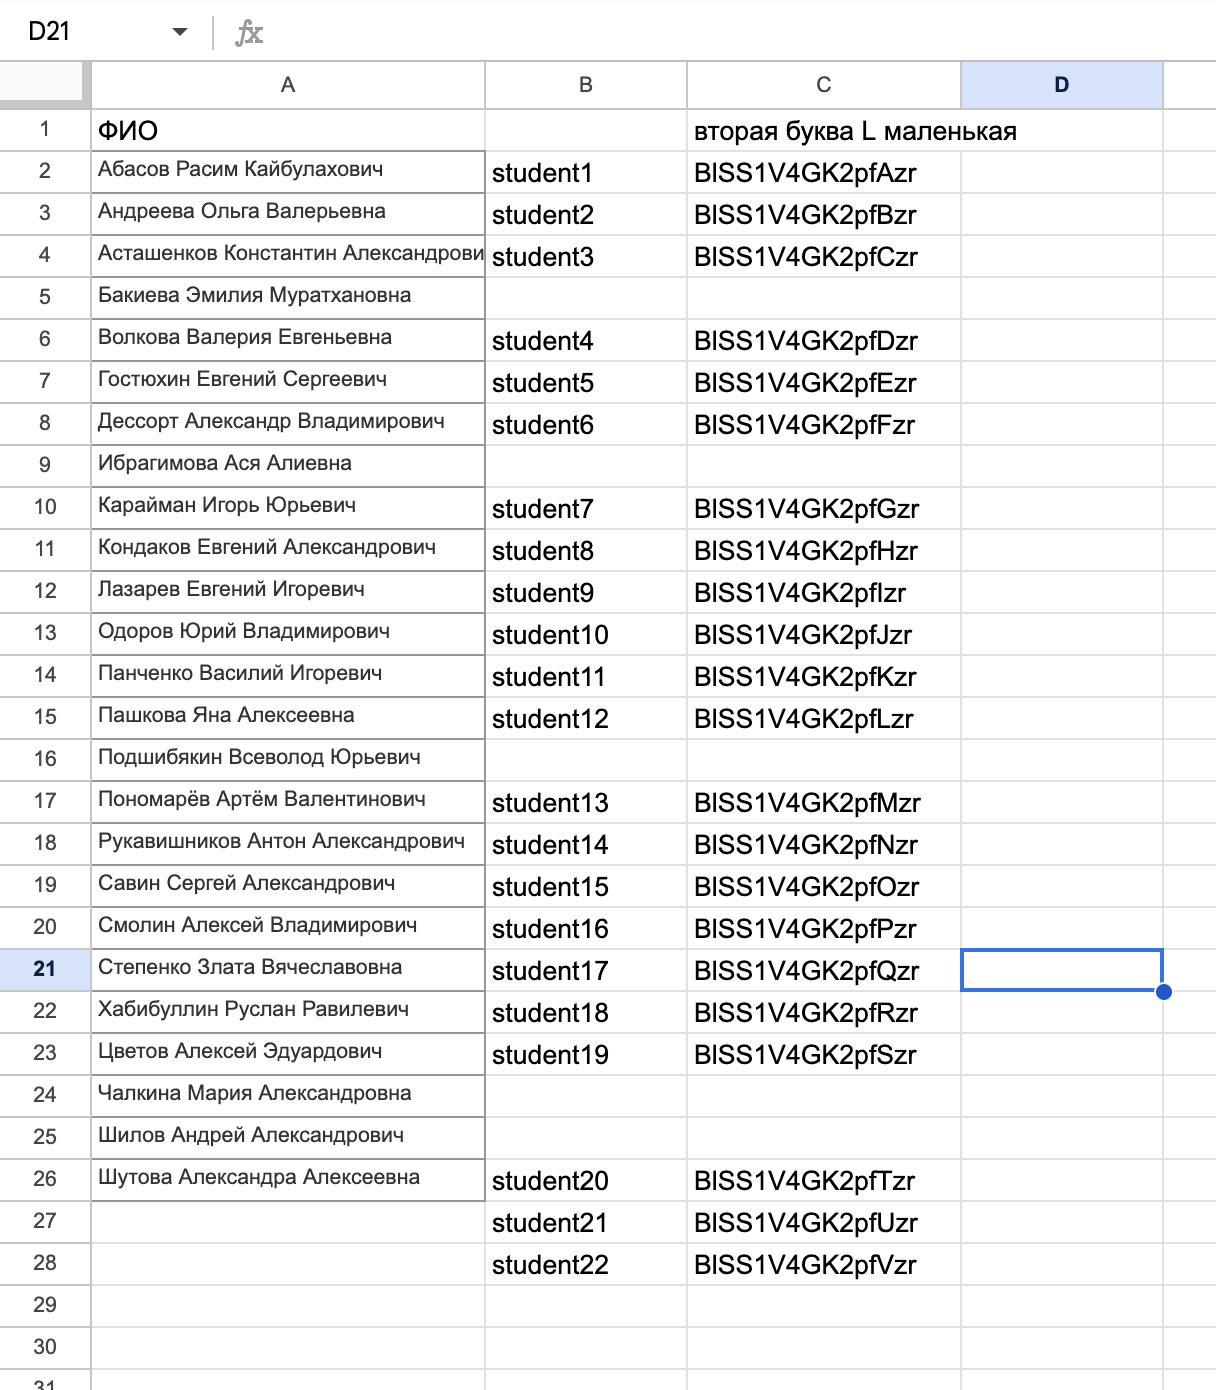 D21 fx
A B C D
1 ФИО вторая буква L маленькая
2 Абасов Расим Кайбулахович student1 BlSS1V4GK2pfAzr
3 Андреева Ольга Валерьевна student2 BlSS1V4GK2pfBzr
4 Асташенков Константин Александрови student3 BlSS1V4GK2pfCzr
5 Бакиева Эмилия Муратхановна
6 Волкова Валерия Евгеньевна student4 BlSS1V4GK2pfDzr
7 Гостюхин Евгений Сергеевич student5 BlSS1V4GK2pfEzr
8 Дессорт Александр Владимирович student6 BlSS1V4GK2pfFzr
9 Ибрагимова Ася Алиевна
10 Карайман Игорь Юрьевич student7 BlSS1V4GK2pfGzr
11 Кондаков Евгений Александрович student8 BlSS1V4GK2pfHzr
12 Лазарев Евгений Игоревич student9 BlSS1V4GK2pfIzr
13 Одоров Юрий Владимирович student10 BlSS1V4GK2pfJzr
14 Панченко Василий Игоревич student11 BlSS1V4GK2pfKzr
15 Пашкова Яна Алексеевна student12 BlSS1V4GK2pfLzr
16 Подшибякин Всеволод Юрьевич
17 Пономарёв Артём Валентинович student13 BlSS1V4GK2pfMzr
18 Рукавишников Антон Александрович student14 BlSS1V4GK2pfNzr
19 Савин Сергей Александрович student15 BlSS1V4GK2pfOzr
20 Смолин Алексей Владимирович student16 BlSS1V4GK2pfPzr
21 Степенко Злата Вячеславовна student17 BlSS1V4GK2pfQzr
22 Хабибуллин Руслан Равилевич student18 BlSS1V4GK2pfRzr
23 Цветов Алексей Эдуардович student19 BlSS1V4GK2pfSzr
24 Чалкина Мария Александровна
25 Шилов Андрей Александрович
26 Шутова Александра Алексеевна student20 BlSS1V4GK2pfTzr
27 student21 BlSS1V4GK2pfUzr
28 student22 BlSS1V4GK2pfVzr
29
30
31